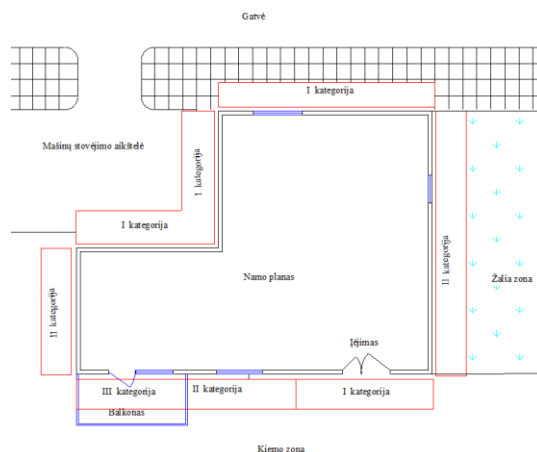 Gatvė
I kategorija
Mašinų stovėjimo aikštelė
I kategorija
I kategorija
II kategorija
II kategorija
Namo planas
Žalia zona
Įėjimas
III kategorija
II kategorija
I kategorija
Balkonas
Kiemo zona